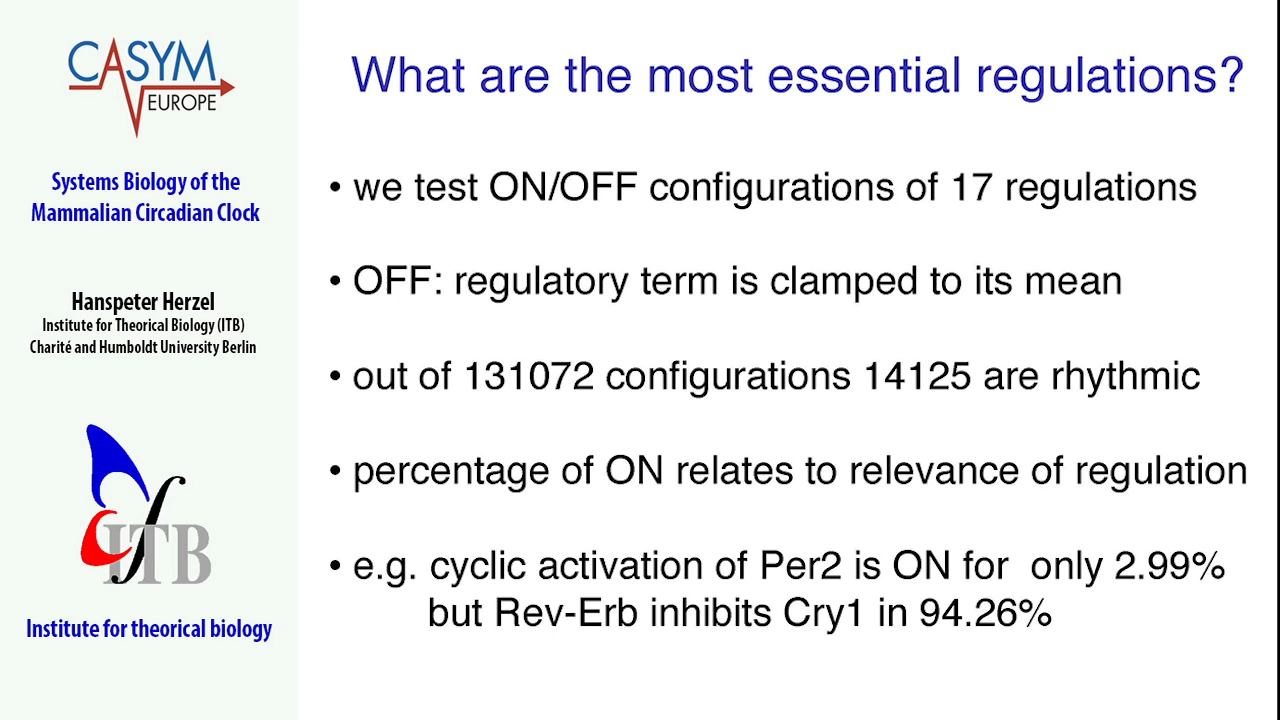 CASYM
EUROPE
Systems Biology of the
Mammalian Circadian Clock
Hanspeter Herzel
Institute for Theorical Biology (ITB)
Charité and Humboldt University Berlin
ITB
Institute for theorical biology
What are the most essential regulations?
• we test ON/OFF configurations of 17 regulations
• OFF: regulatory term is clamped to its mean
• out of 131072 configurations 14125 are rhythmic
• percentage of ON relates to relevance of regulation
• e.g. cyclic activation of Per2 is ON for only 2.99%
but Rev-Erb inhibits Cry1 in 94.26%